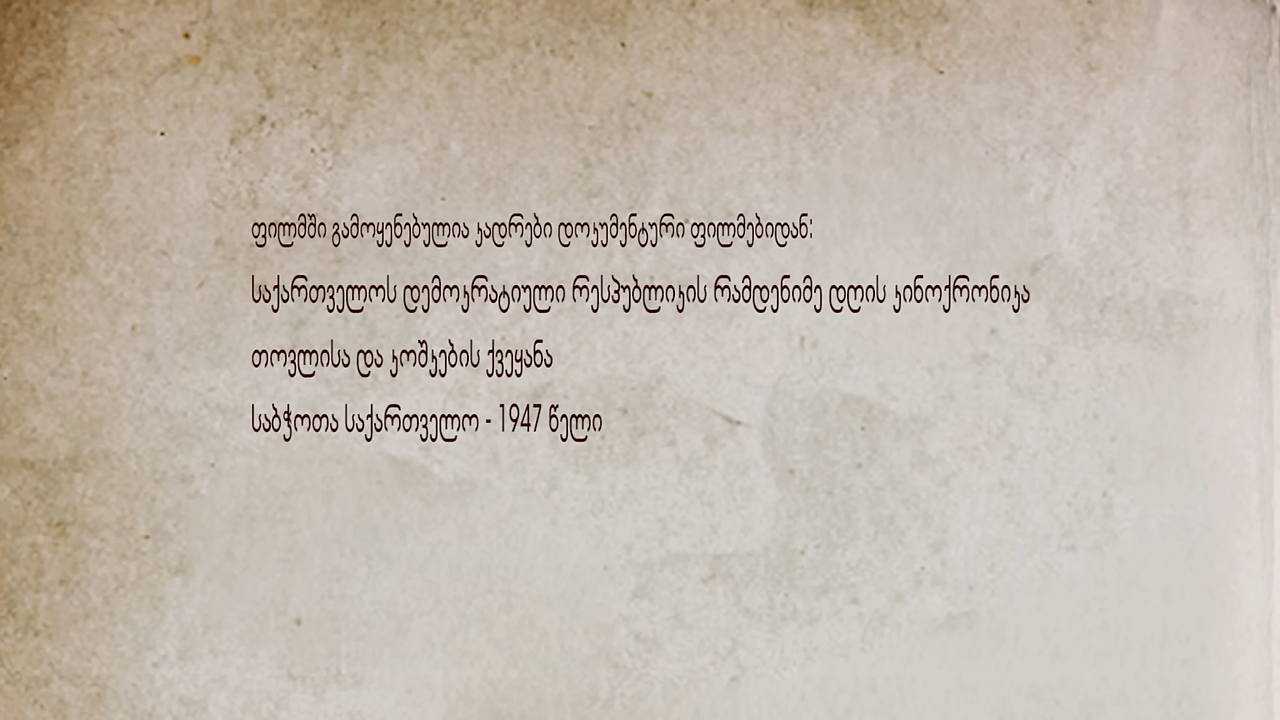 ფილმში გამოყენებულია კადრები დოკუმენტური ფილმებიდან:
საქართველოს დემოკრატიული რესპუბლიკის რამდენიმე დღის კინოქრონიკა
თოვლისა და კოშკების ქვეყანა
საბჭოთა საქართველო - 1947 წელი